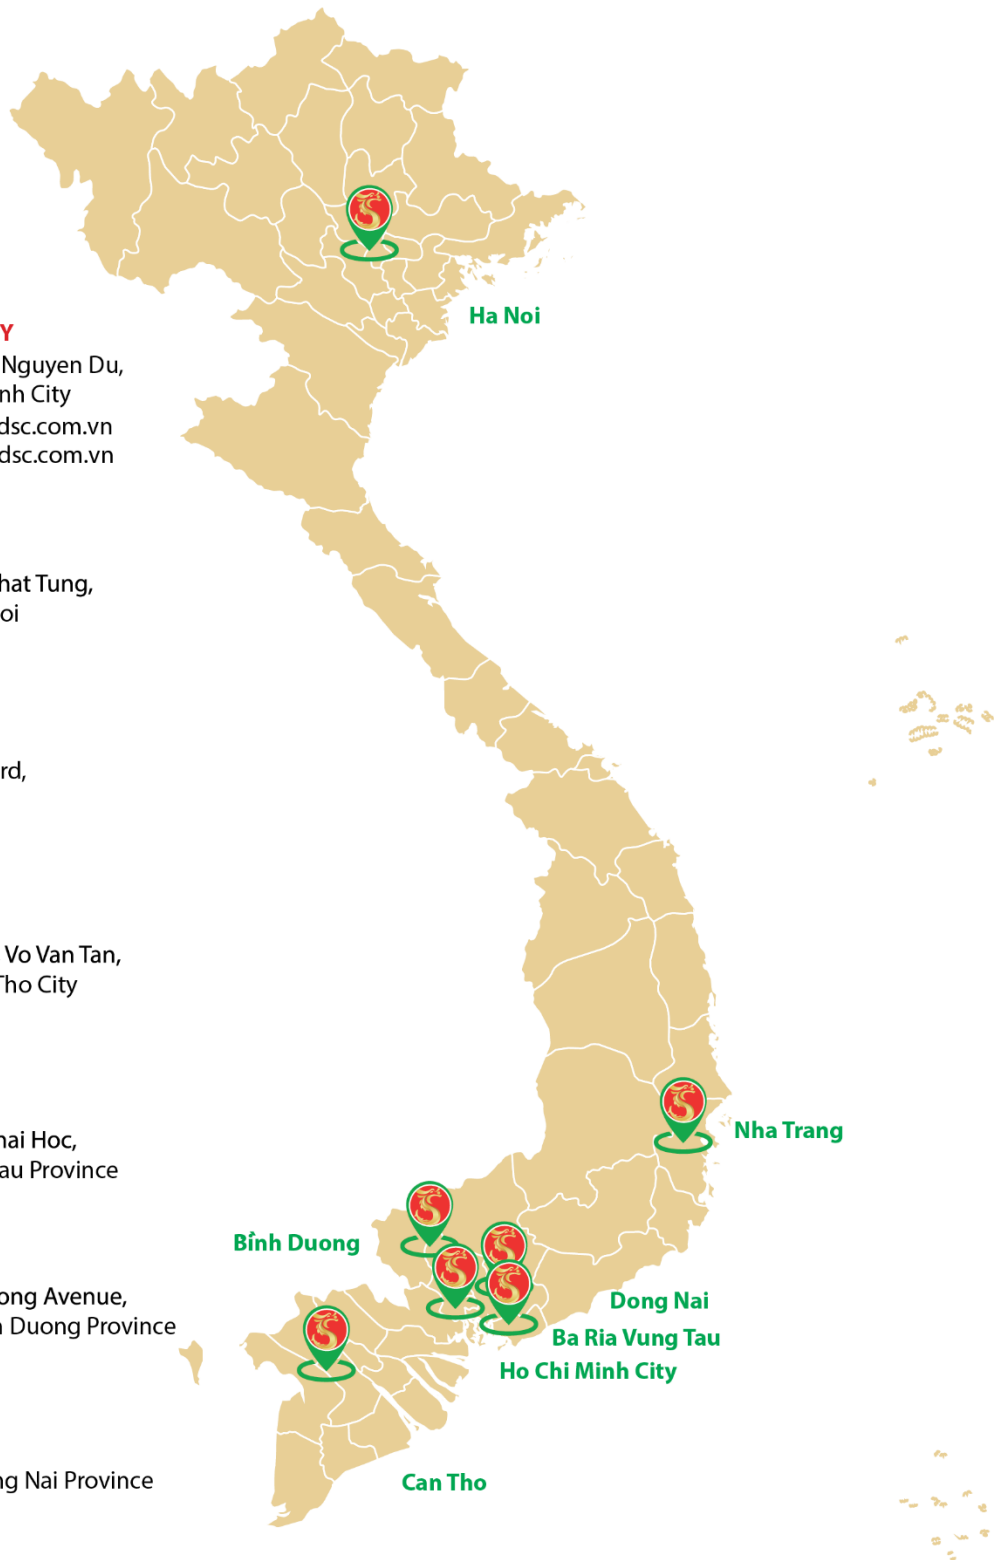 Y
Nguyen Du,
nh City
dsc.com.vn
dsc.com.vn
hat Tung,
oi
rd,
Vo Van Tan,
Tho City
hai Hoc,
au Province
ong Avenue,
n Duong Province
ng Nai Province
Ha Noi
Nha Trang
Bình Duong
Dong Nai
Ba Ria Vung Tau
Ho Chi Minh City
Can Tho